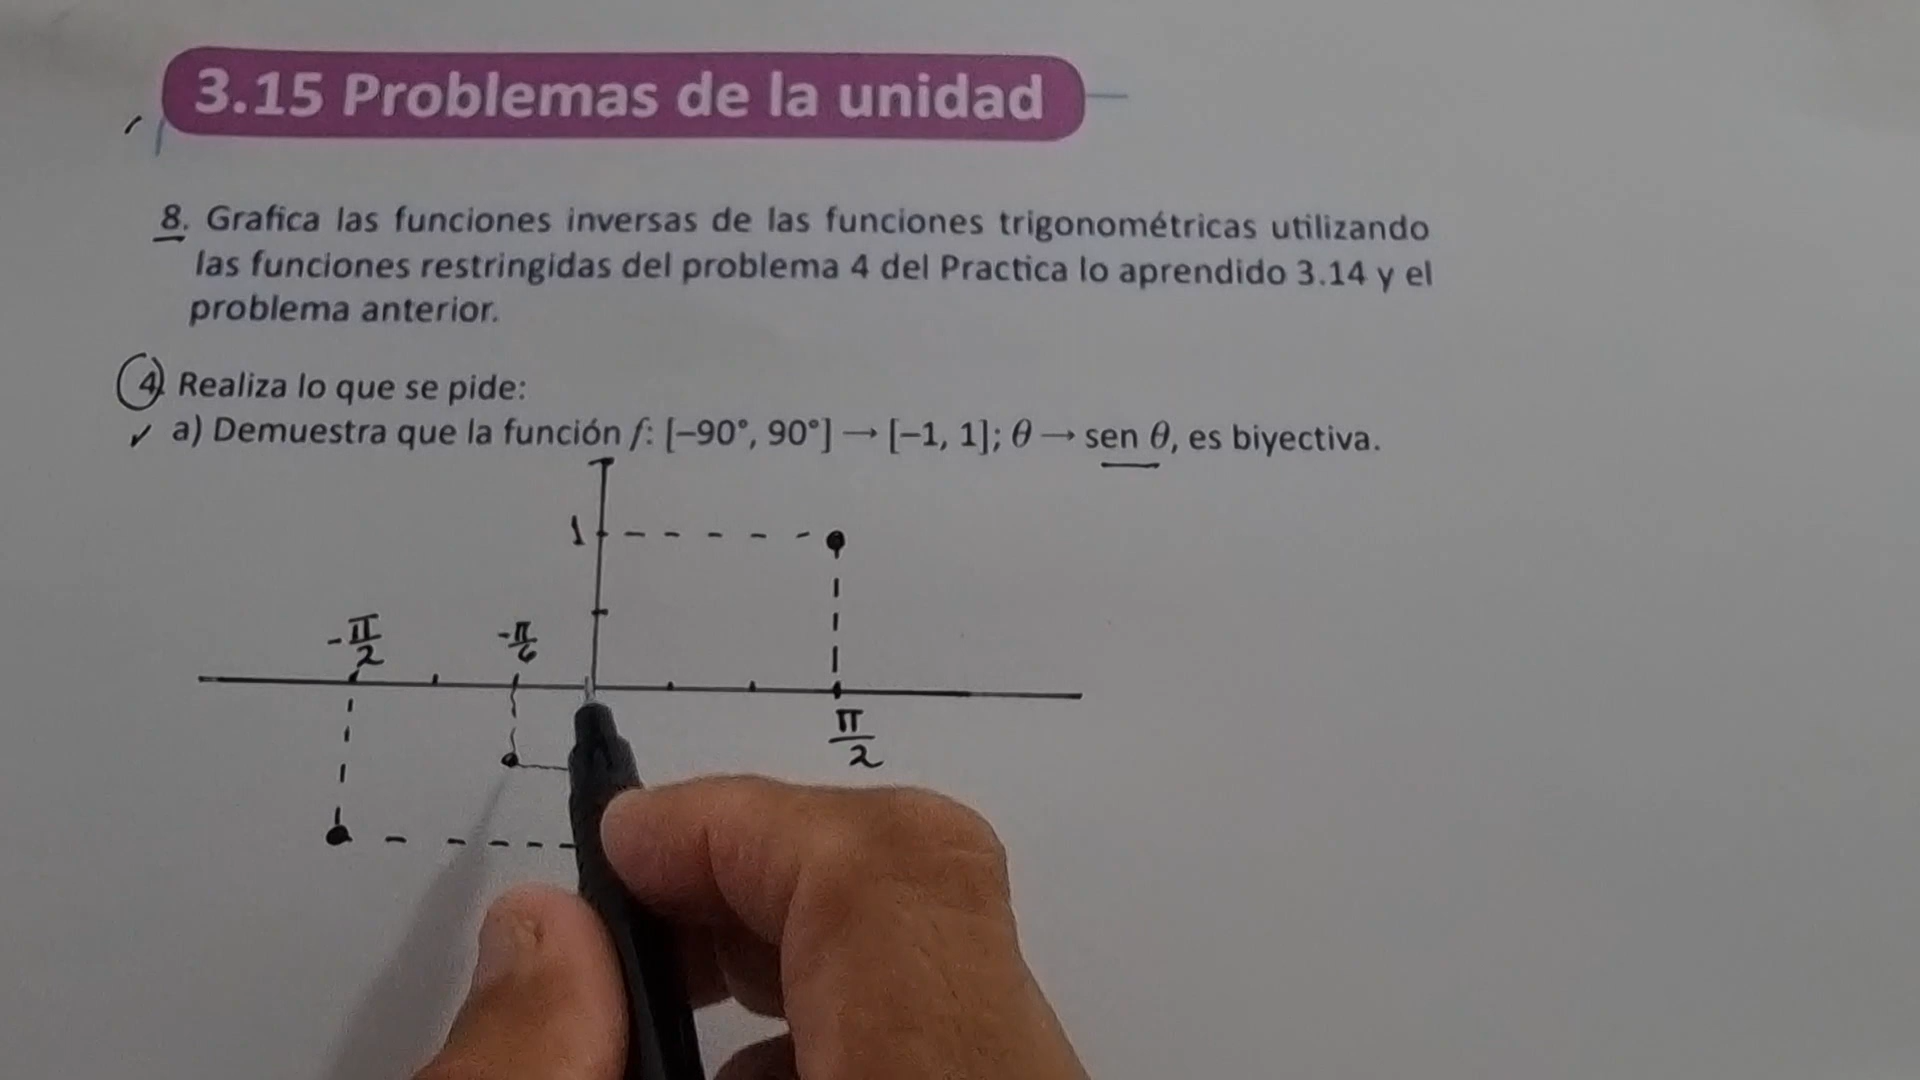 3.15 Problemas de la unidad
8. Grafica las funciones inversas de las funciones trigonométricas utilizando
las funciones restringidas del problema 4 del Practica lo aprendido 3.14 y el
problema anterior.
4. Realiza lo que se pide:
a) Demuestra que la función f: [−90°, 90°] → [−1, 1]; θ → sen θ, es biyectiva.
1
-π/2
-π/6
π/2